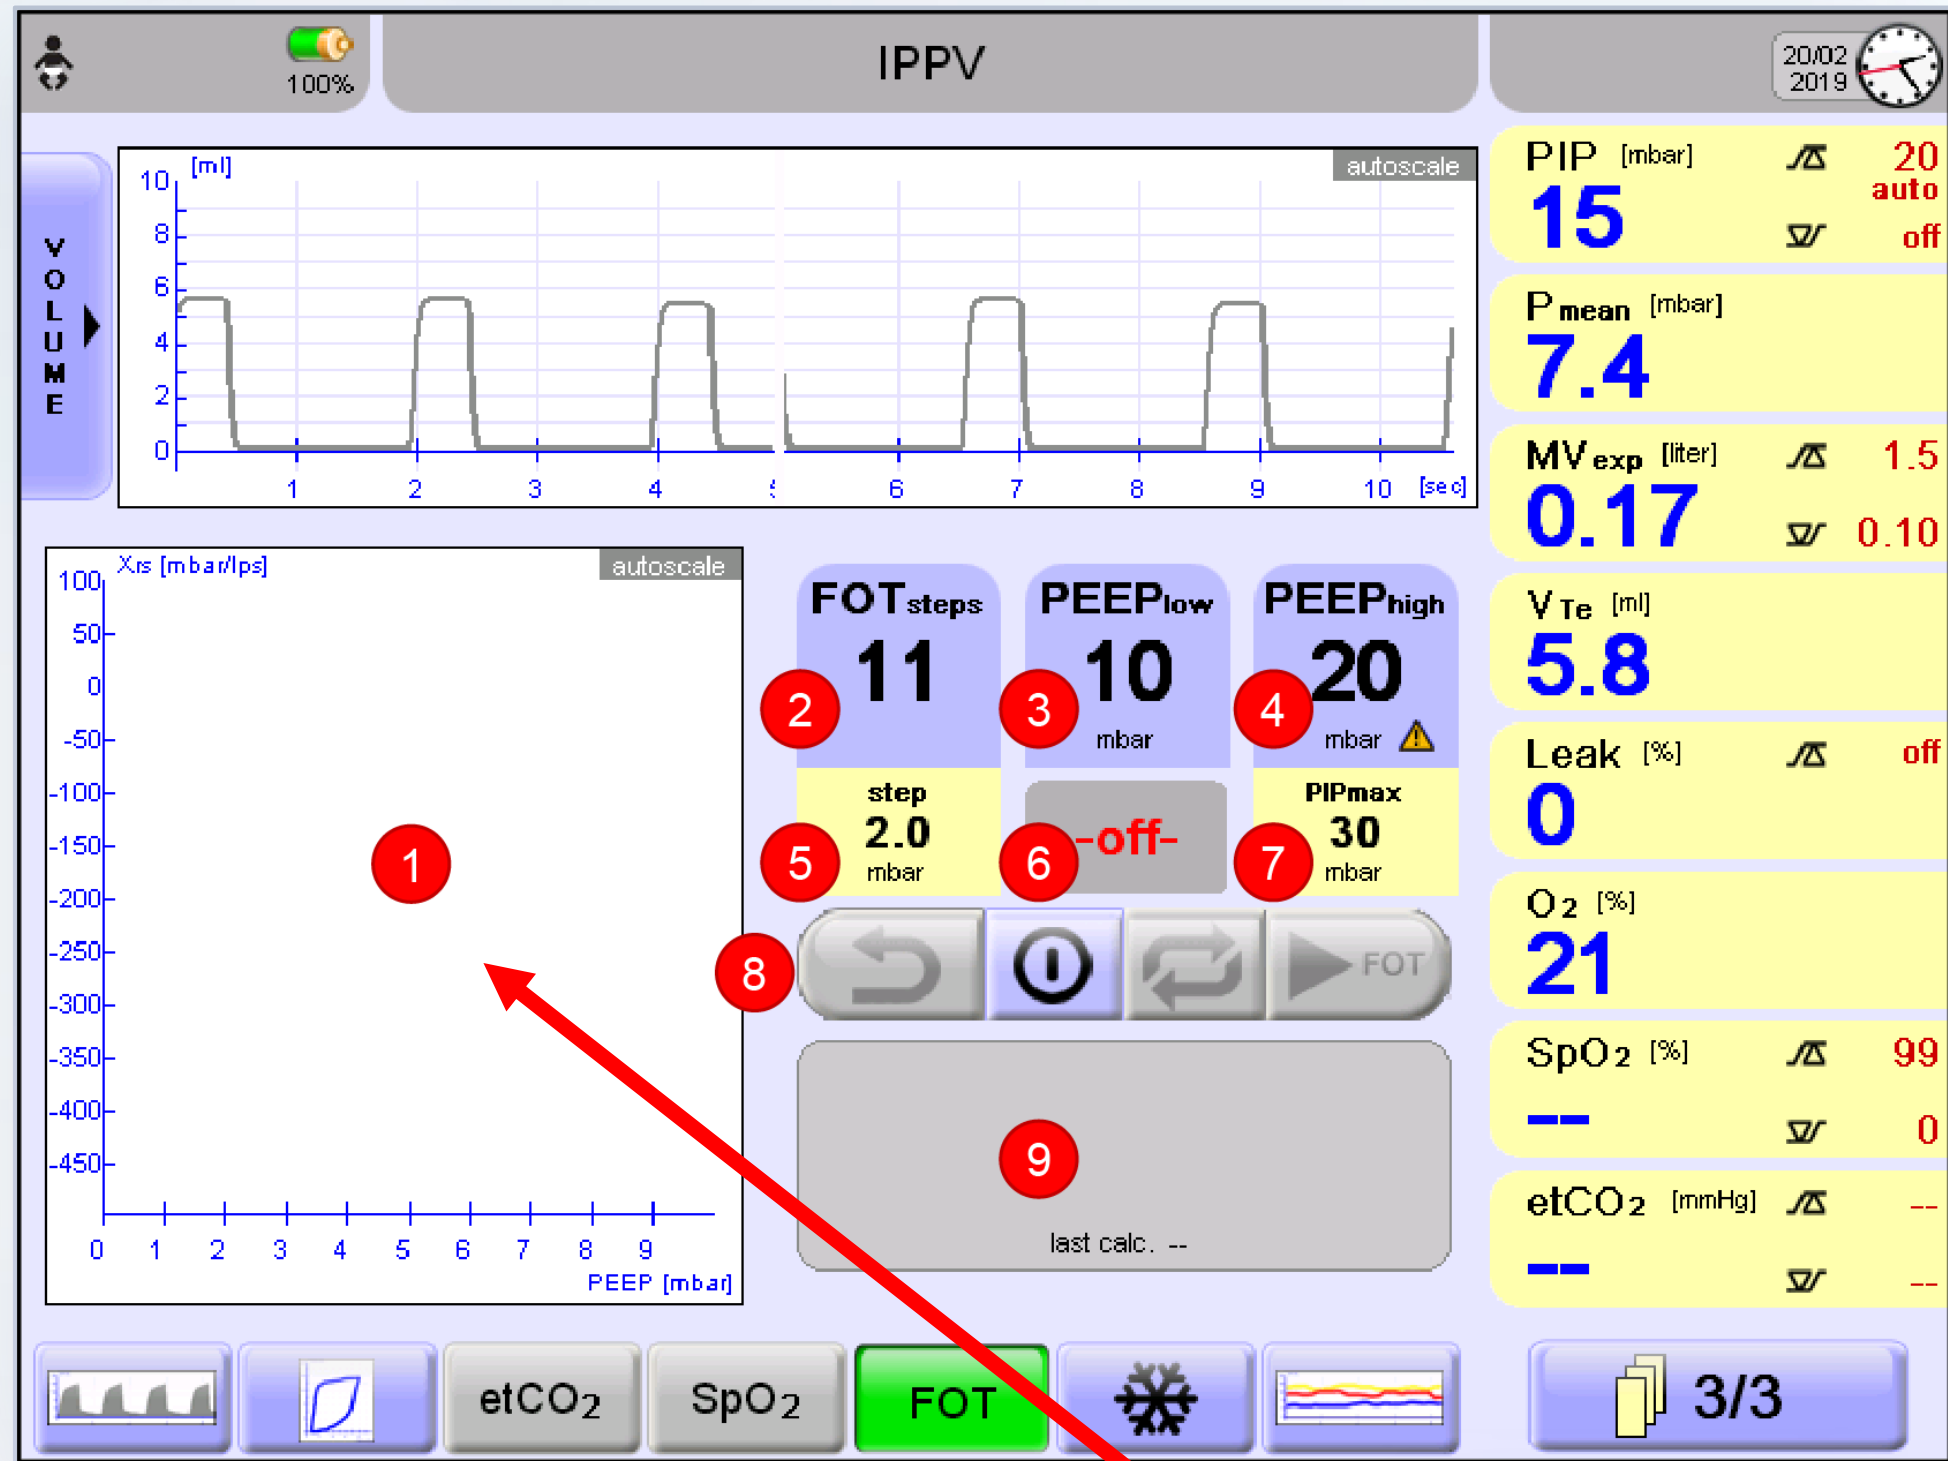 IPPV
100%
20/02
2019
VOLUME
[ml]
autoscale
10
8
6
4
2
0
1 2 3 4 6 7 8 9 10 [sec]
PIP [mbar] 20
auto
15 off
Pmean [mbar]
7.4
MVexp [liter] 1.5
0.17 0.10
VTe [ml]
5.8
Leak [%] off
0
O2 [%]
21
SpO2 [%] 99
-- 0
etCO2 [mmHg] --
-- --
Xrs [mbar/lps]
autoscale
100
50
0
-50
-100
-150
-200
-250
-300
-350
-400
-450
0 1 2 3 4 5 6 7 8 9
PEEP [mbar]
1
FOTsteps PEEPlow PEEPhigh
11 10 20
2 3 4
mbar mbar
step PIPmax
2.0 -off- 30
5 6 7
mbar mbar
8 FOT
9
last calc. --
etCO2 SpO2 FOT 3/3